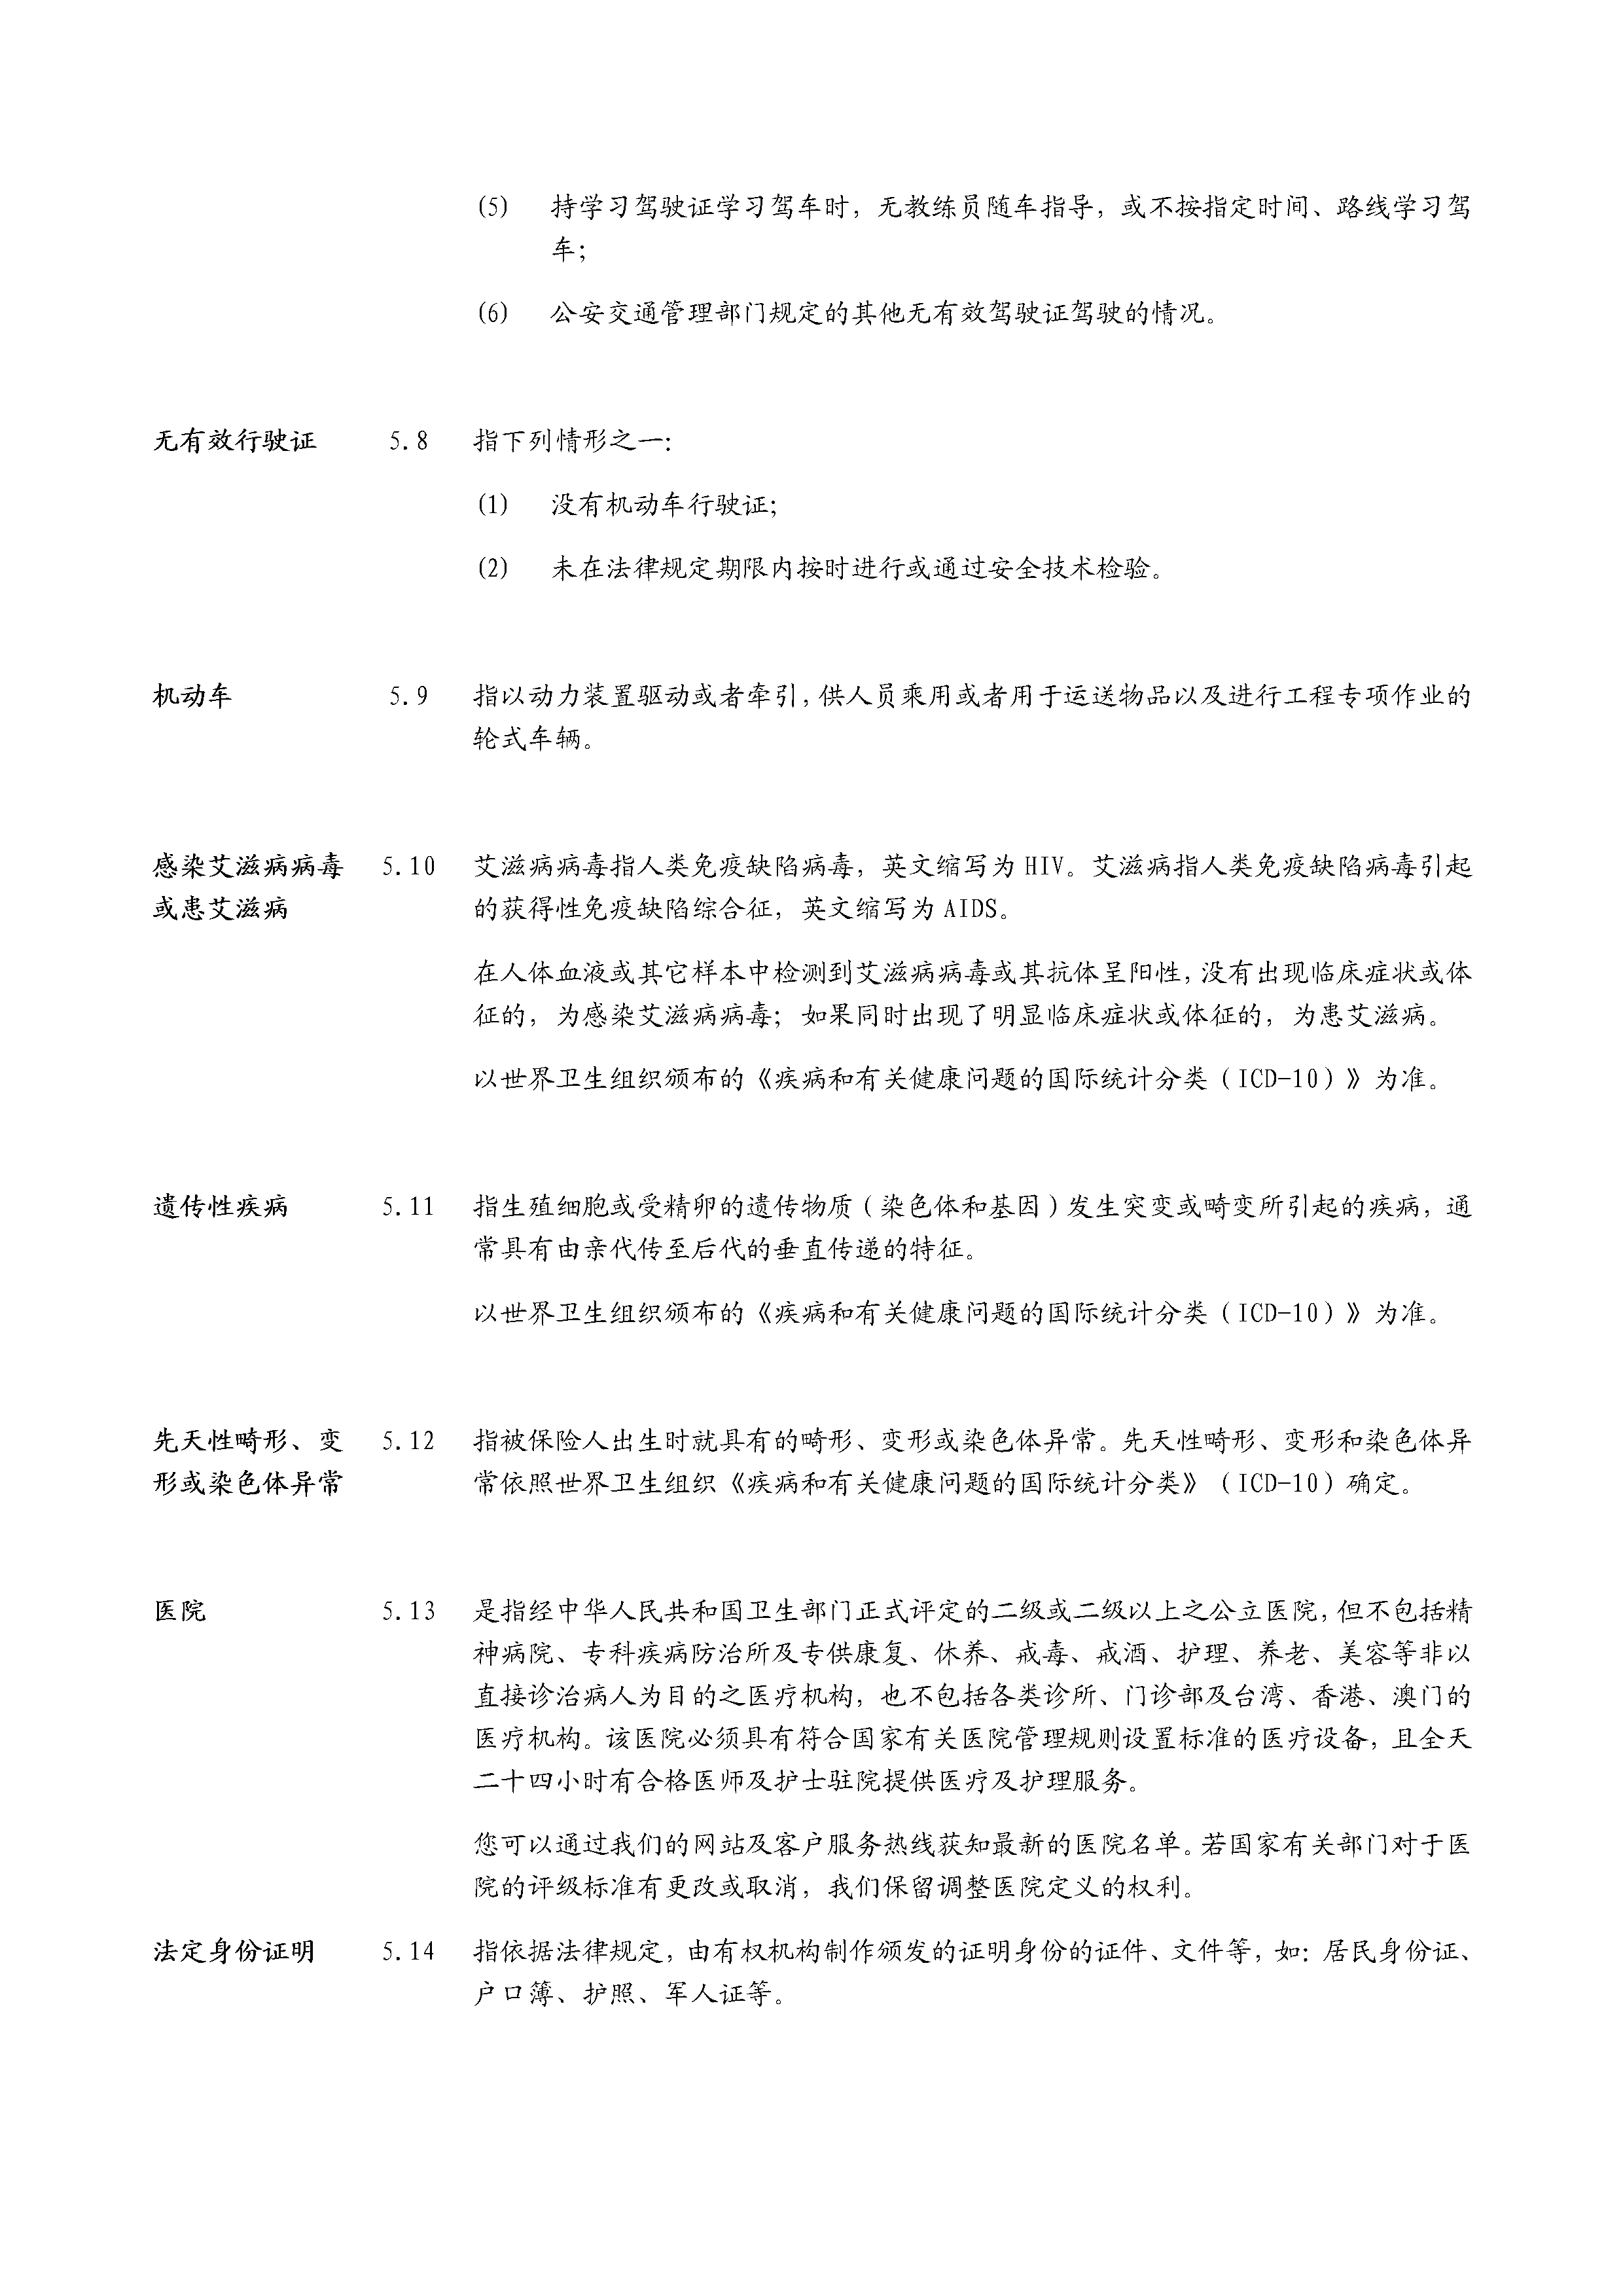 (5) 持学习驾驶证学习驾车时，无教练员随车指导，或不按指定时间、路线学习驾
车；
(6) 公安交通管理部门规定的其他无有效驾驶证驾驶的情况。
无有效行驶证 5.8 指下列情形之一：
(1) 没有机动车行驶证；
(2) 未在法律规定期限内按时进行或通过安全技术检验。
机动车 5.9 指以动力装置驱动或者牵引，供人员乘用或者用于运送物品以及进行工程专项作业的
轮式车辆。
感染艾滋病病毒 5.10 艾滋病病毒指人类免疫缺陷病毒，英文缩写为 HIV。艾滋病指人类免疫缺陷病毒引起
或患艾滋病 的获得性免疫缺陷综合征，英文缩写为 AIDS。
在人体血液或其它样本中检测到艾滋病病毒或其抗体呈阳性，没有出现临床症状或体
征的，为感染艾滋病病毒；如果同时出现了明显临床症状或体征的，为患艾滋病。
以世界卫生组织颁布的《疾病和有关健康问题的国际统计分类（ICD-10）》为准。
遗传性疾病 5.11 指生殖细胞或受精卵的遗传物质（染色体和基因）发生突变或畸变所引起的疾病，通
常具有由亲代传至后代的垂直传递的特征。
以世界卫生组织颁布的《疾病和有关健康问题的国际统计分类（ICD-10）》为准。
先天性畸形、变 5.12 指被保险人出生时就具有的畸形、变形或染色体异常。先天性畸形、变形和染色体异
形或染色体异常 常依照世界卫生组织《疾病和有关健康问题的国际统计分类》（ICD-10）确定。
医院 5.13 是指经中华人民共和国卫生部门正式评定的二级或二级以上之公立医院，但不包括精
神病院、专科疾病防治所及专供康复、休养、戒毒、戒酒、护理、养老、美容等非以
直接诊治病人为目的之医疗机构，也不包括各类诊所、门诊部及台湾、香港、澳门的
医疗机构。该医院必须具有符合国家有关医院管理规则设置标准的医疗设备，且全天
二十四小时有合格医师及护士驻院提供医疗及护理服务。
您可以通过我们的网站及客户服务热线获知最新的医院名单。若国家有关部门对于医
院的评级标准有更改或取消，我们保留调整医院定义的权利。
法定身份证明 5.14 指依据法律规定，由有权机构制作颁发的证明身份的证件、文件等，如：居民身份证、
户口簿、护照、军人证等。